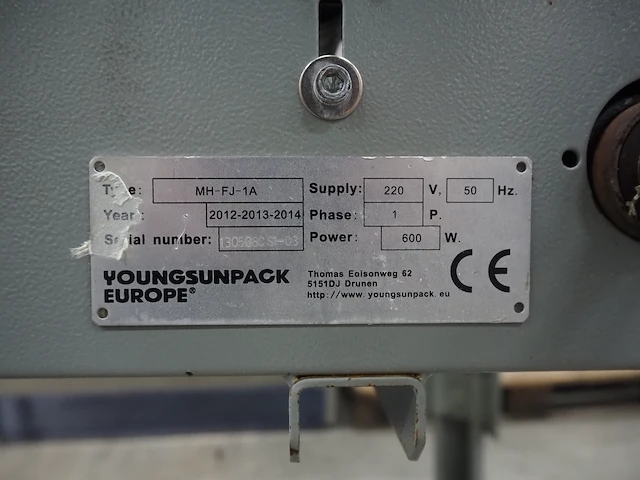 Type: MH-FJ-1A Supply: 220 V, 50 Hz.
Year: 2012-2013-2014 Phase: 1 P.
Serial number: Power: 600 W.
YOUNGSUNPACK
EUROPE®
Thomas Eoisonweg 62
5151DJ Drunen
http://www.youngsunpack.eu
CE